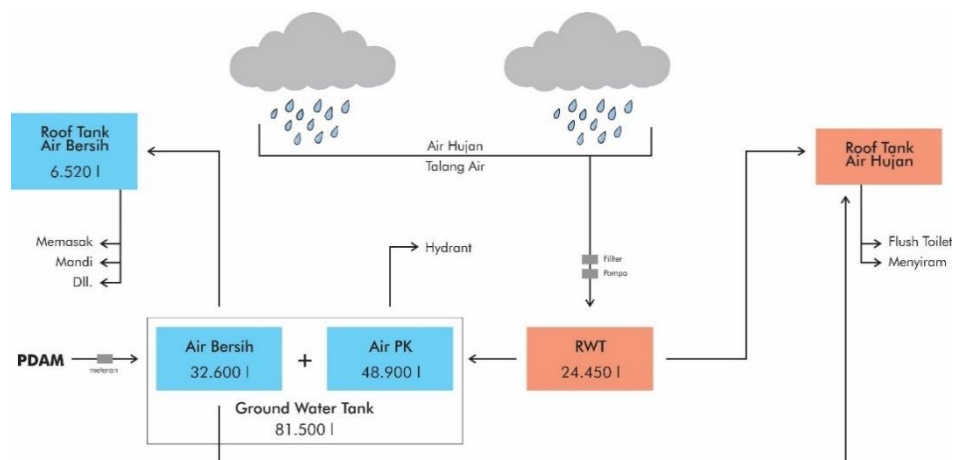 Roof Tank
Air Bersih
6.520 l
Air Hujan
Talang Air
Roof Tank
Air Hujan
Memasak
Mandi
Dll.
Hydrant
Filter
Pompa
Flush Toilet
Menyiram
PDAM
meteran
Air Bersih
32.600 l
+
Air PK
48.900 l
Ground Water Tank
81.500 l
RWT
24.450 l